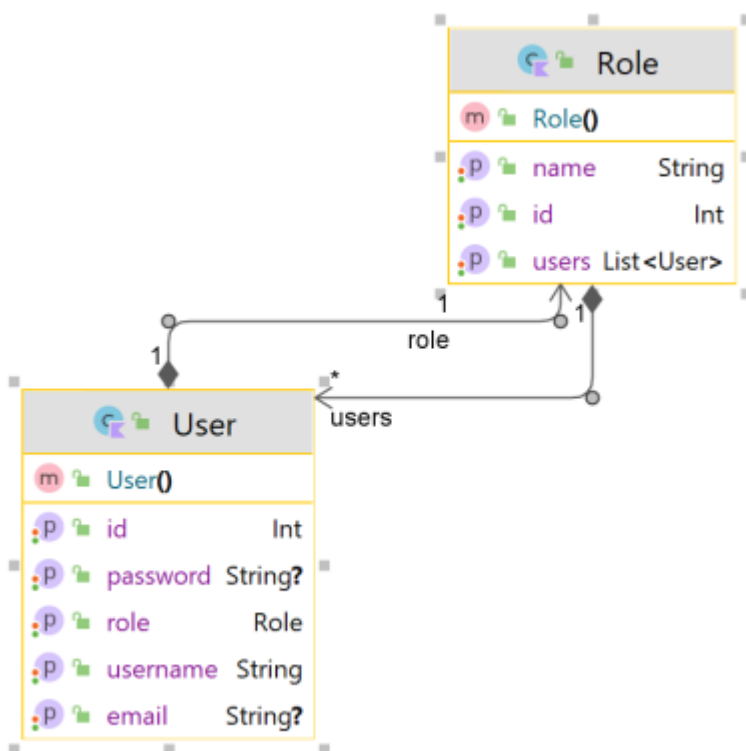 Role
m Role()
p name String
p id Int
p users List<User>
1
1
role
1
*
users
C User
m User()
p id Int
p password String?
p role Role
p username String
p email String?